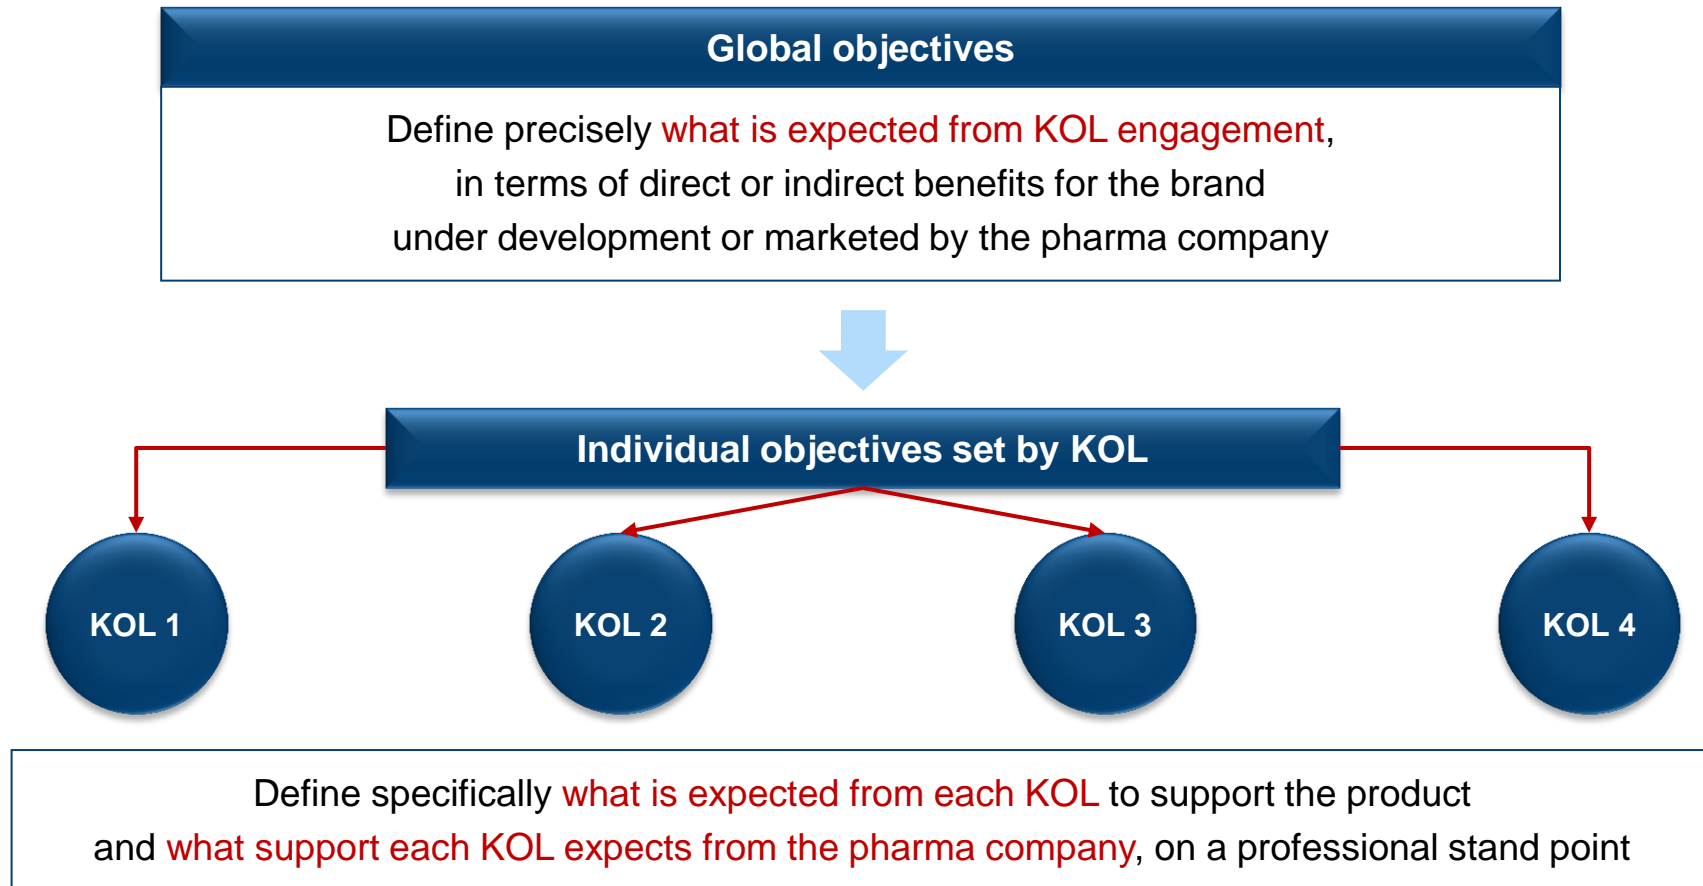 Global objectives
Define precisely what is expected from KOL engagement,
in terms of direct or indirect benefits for the brand
under development or marketed by the pharma company
Individual objectives set by KOL
KOL 1
KOL 2
KOL 3
KOL 4
Define specifically what is expected from each KOL to support the product
and what support each KOL expects from the pharma company, on a professional stand point